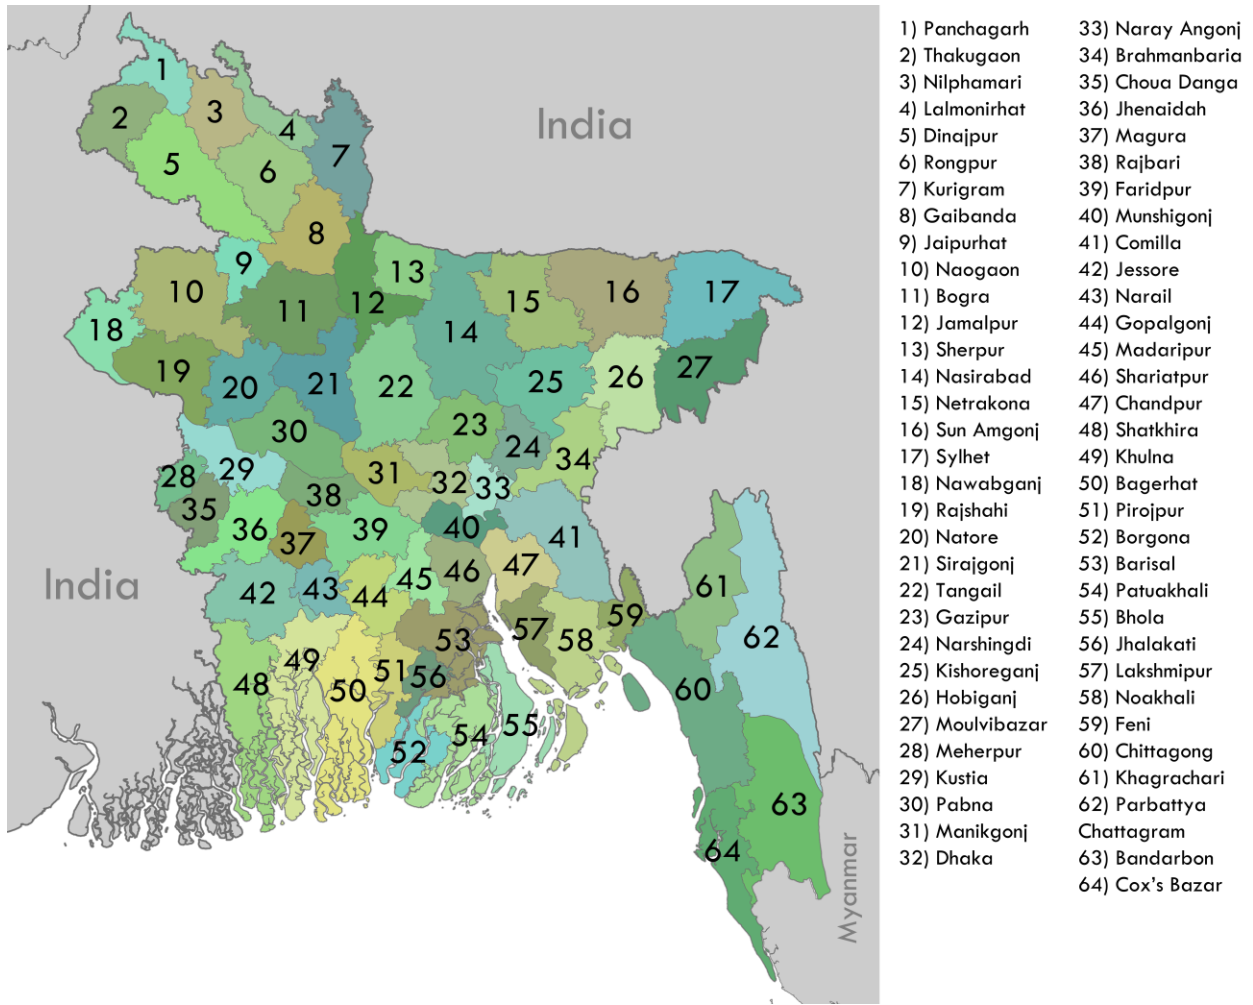 India
India
Myanmar
1
2
3
4
5
6
7
8
9
10
11
12
13
14
15
16
17
18
19
20
21
22
23
24
25
26
27
28
29
30
31
32
33
34
35
36
37
38
39
40
41
42
43
44
45
46
47
48
49
50
51
52
53
54
55
56
57
58
59
60
61
62
63
64
1) Panchagarh
2) Thakugaon
3) Nilphamari
4) Lalmonirhat
5) Dinajpur
6) Rongpur
7) Kurigram
8) Gaibanda
9) Jaipurhat
10) Naogaon
11) Bogra
12) Jamalpur
13) Sherpur
14) Nasirabad
15) Netrakona
16) Sun Amgonj
17) Sylhet
18) Nawabganj
19) Rajshahi
20) Natore
21) Sirajgonj
22) Tangail
23) Gazipur
24) Narshingdi
25) Kishoreganj
26) Hobiganj
27) Moulvibazar
28) Meherpur
29) Kustia
30) Pabna
31) Manikgonj
32) Dhaka
33) Naray Angonj
34) Brahmanbaria
35) Choua Danga
36) Jhenaidah
37) Magura
38) Rajbari
39) Faridpur
40) Munshigonj
41) Comilla
42) Jessore
43) Narail
44) Gopalgonj
45) Madaripur
46) Shariatpur
47) Chandpur
48) Shatkhira
49) Khulna
50) Bagerhat
51) Pirojpur
52) Borgona
53) Barisal
54) Patuakhali
55) Bhola
56) Jhalakati
57) Lakshmipur
58) Noakhali
59) Feni
60) Chittagong
61) Khagrachari
62) Parbattya
Chattagram
63) Bandarbon
64) Cox's Bazar